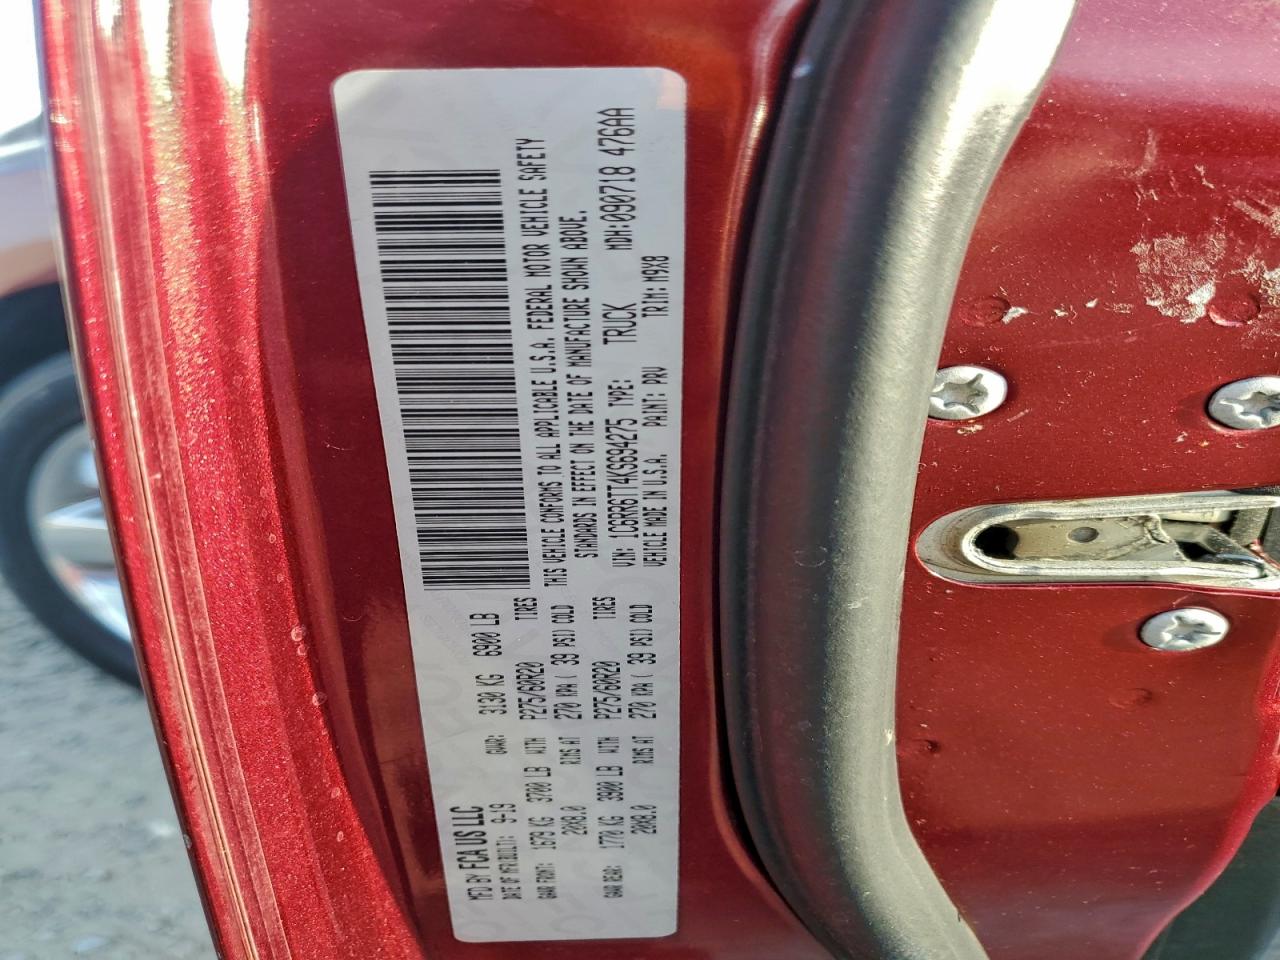 MFD BY FCA US LLC
DATE OF MFR/BUILT: 9-19 GVWR: 3130 KG 6900 LB
GAWR FRONT: 1679 KG 3700 LB WITH P275/60R20 TIRES
20X8.0 RIMS AT 270 KPA ( 39 PSI) COLD
GAWR REAR: 1770 KG 3900 LB WITH P275/60R20 TIRES
20X8.0 RIMS AT 270 KPA ( 39 PSI) COLD
THIS VEHICLE CONFORMS TO ALL APPLICABLE U.S.A. FEDERAL MOTOR VEHICLE SAFETY
STANDARDS IN EFFECT ON THE DATE OF MANUFACTURE SHOWN ABOVE.
VIN: 1C6RR6TT4KS694275 TYPE: TRUCK MDH:090718 476AA
VEHICLE MADE IN U.S.A. PAINT: PRV TRIM: M9X8